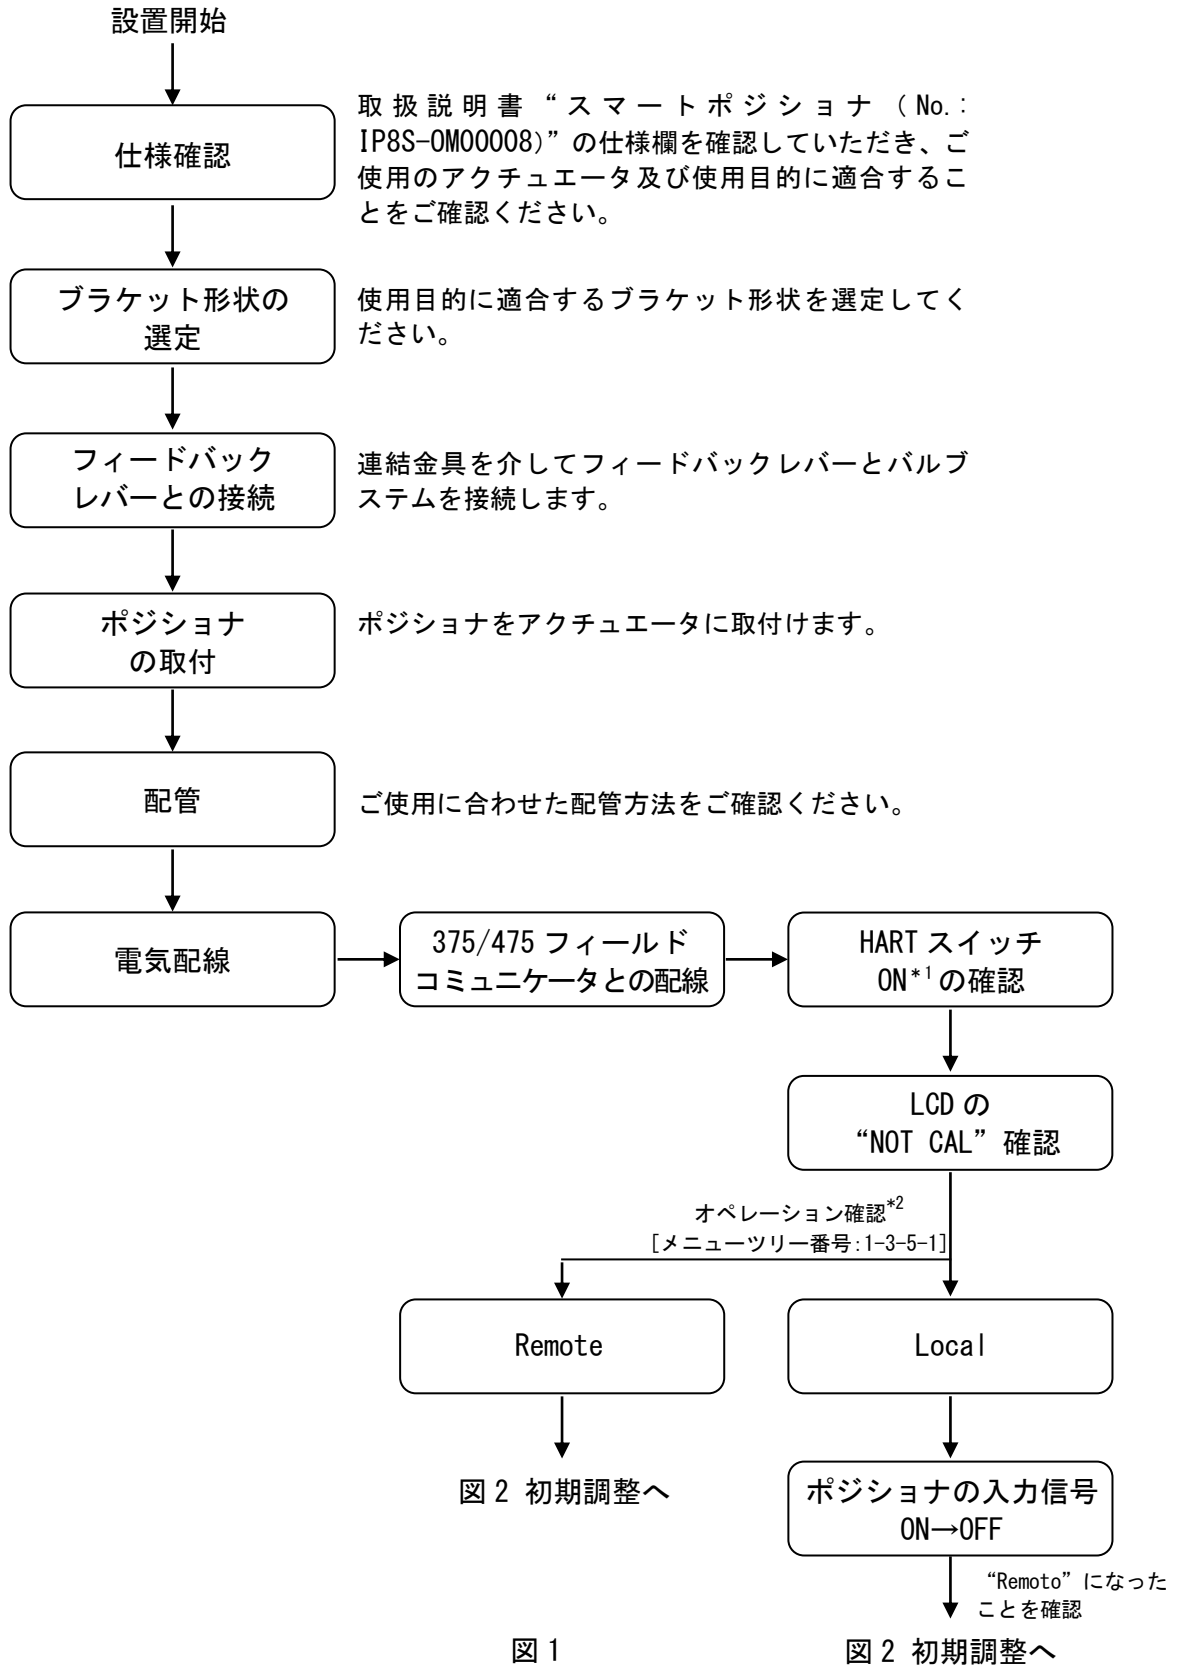 設置開始
仕様確認
取扱説明書“スマートポジショナ（No.:
IP8S-OM00008)”の仕様欄を確認していただき、ご
使用のアクチュエータ及び使用目的に適合するこ
とをご確認ください。
ブラケット形状の
選定
使用目的に適合するブラケット形状を選定してく
ださい。
フィードバック
レバーとの接続
連結金具を介してフィードバックレバーとバルブ
ステムを接続します。
ポジショナ
の取付
ポジショナをアクチュエータに取付けます。
配管
ご使用に合わせた配管方法をご確認ください。
電気配線
375/475 フィールド
コミュニケータとの配線
HART スイッチ
ON*1の確認
LCD の
“NOT CAL”確認
オペレーション確認*2
[メニューツリー番号:1-3-5-1]
Remote
Local
図 2 初期調整へ
ポジショナの入力信号
ON→OFF
“Remoto”になった
ことを確認
図 1
図 2 初期調整へ